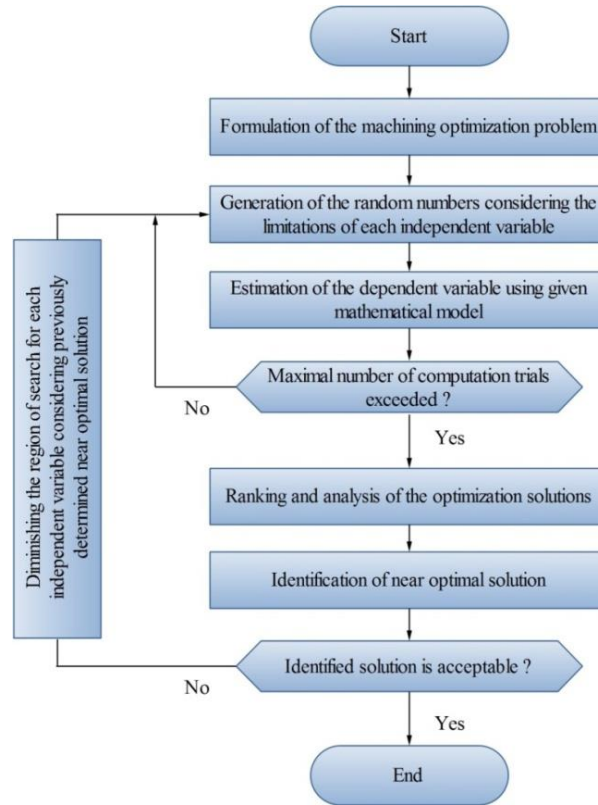 Start
Formulation of the machining optimization problem
Generation of the random numbers considering the
limitations of each independent variable
Estimation of the dependent variable using given
mathematical model
Maximal number of computation trials
exceeded ?
No
Yes
Ranking and analysis of the optimization solutions
Identification of near optimal solution
Identified solution is acceptable ?
No
Yes
End
Diminishing the region of search for each
independent variable considering previously
determined near optimal solution